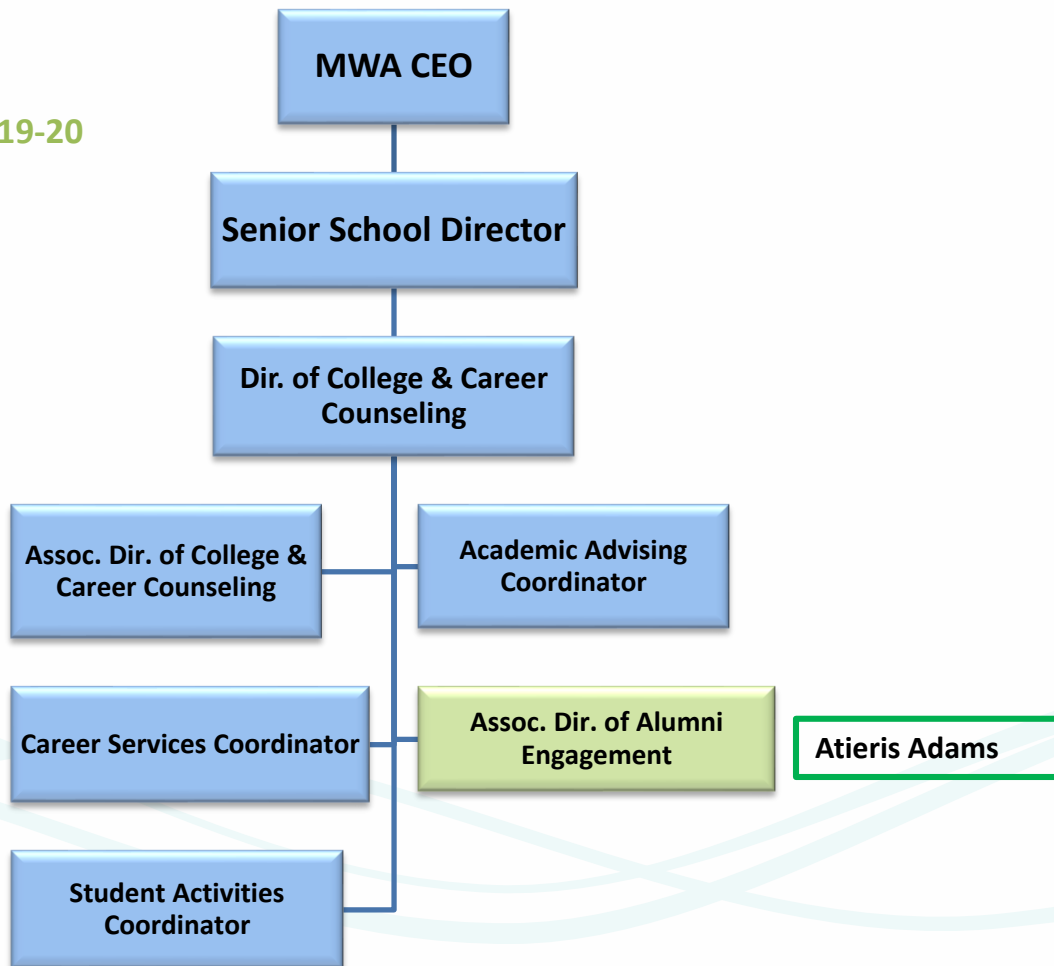 MWA CEO
19-20
Senior School Director
Dir. of College & Career
Counseling
Assoc. Dir. of College &
Career Counseling
Academic Advising
Coordinator
Career Services Coordinator
Assoc. Dir. of Alumni
Engagement
Atieris Adams
Student Activities
Coordinator